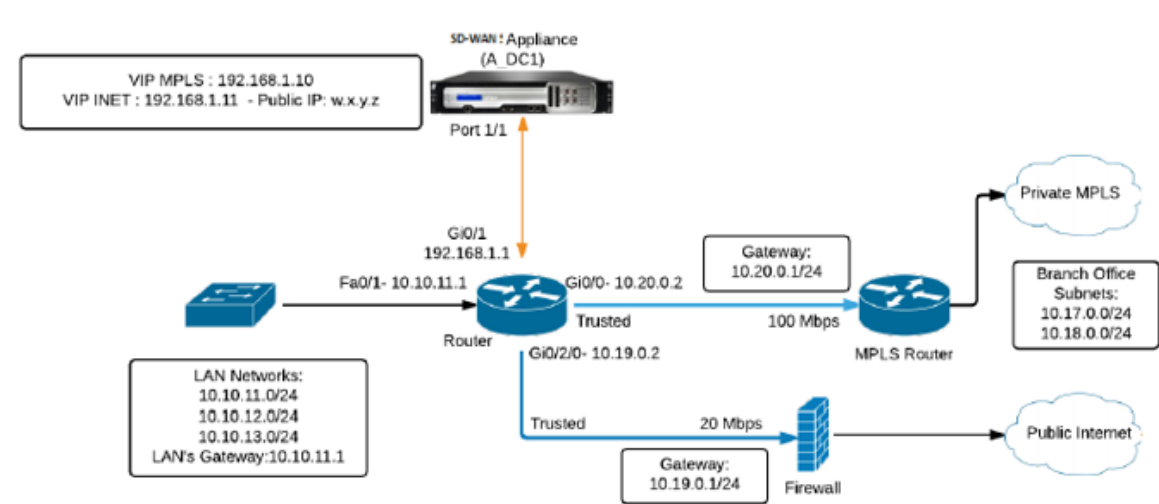 SD-WAN! Appliance
(A_DC1)
VIP MPLS : 192.168.1.10
VIP INET : 192.168.1.11 - Public IP: w.x.y.z
Port 1/1
Private MPLS
Gi0/1
192.168.1.1
Gateway:
10.20.0.1/24
Fa0/1- 10.10.11.1
Gi0/0- 10.20.0.2
Branch Office
Subnets:
10.17.0.0/24
10.18.0.0/24
Trusted
100 Mbps
Router
MPLS Router
Gi0/2/0- 10.19.0.2
LAN Networks:
10.10.11.0/24
10.10.12.0/24
10.10.13.0/24
LAN's Gateway:10.10.11.1
Trusted
20 Mbps
Public Internet
Gateway:
10.19.0.1/24
Firewall